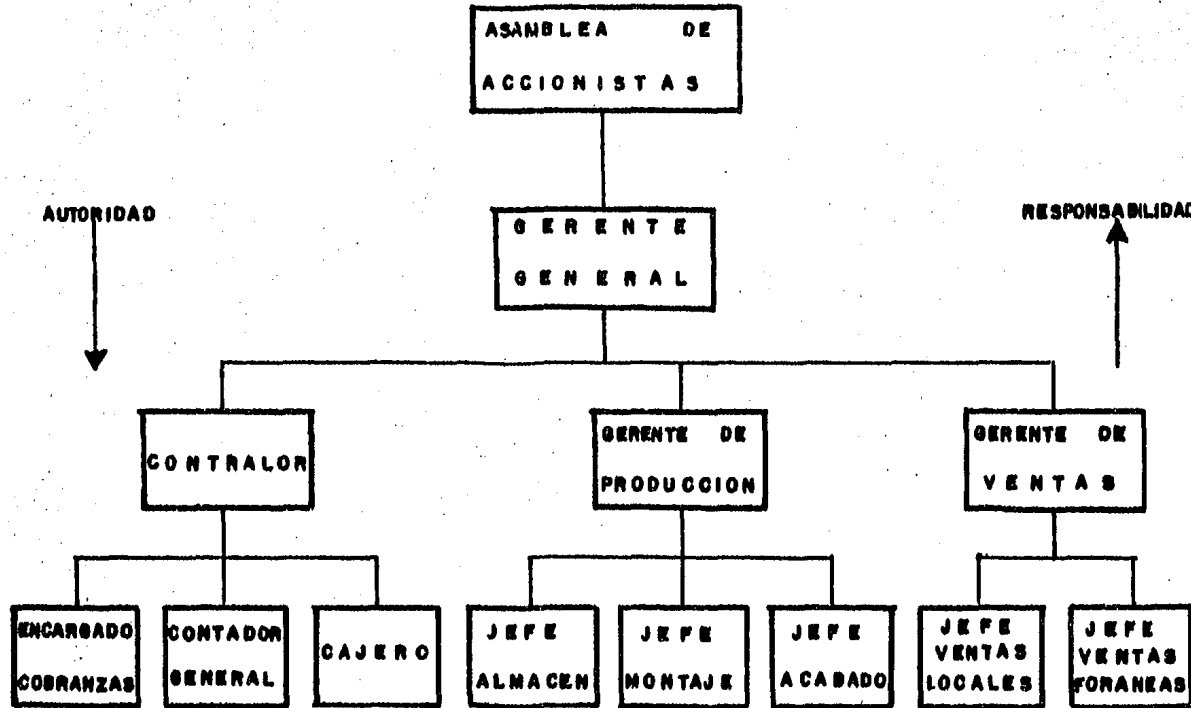 ASAMBLEA DE
ACCIONISTAS
AUTORIDAD
RESPONSABILIDAD
GERENTE
GENERAL
CONTRALOR
GERENTE DE
PRODUCCION
GERENTE DE
VENTAS
ENCARGADO
COBRANZAS
CONTADOR
GENERAL
CAJERO
JEFE
ALMACEN
JEFE
MONTAJE
JEFE
ACABADO
JEFE
VENTAS
LOCALES
JEFE
VENTAS
FORANEAS